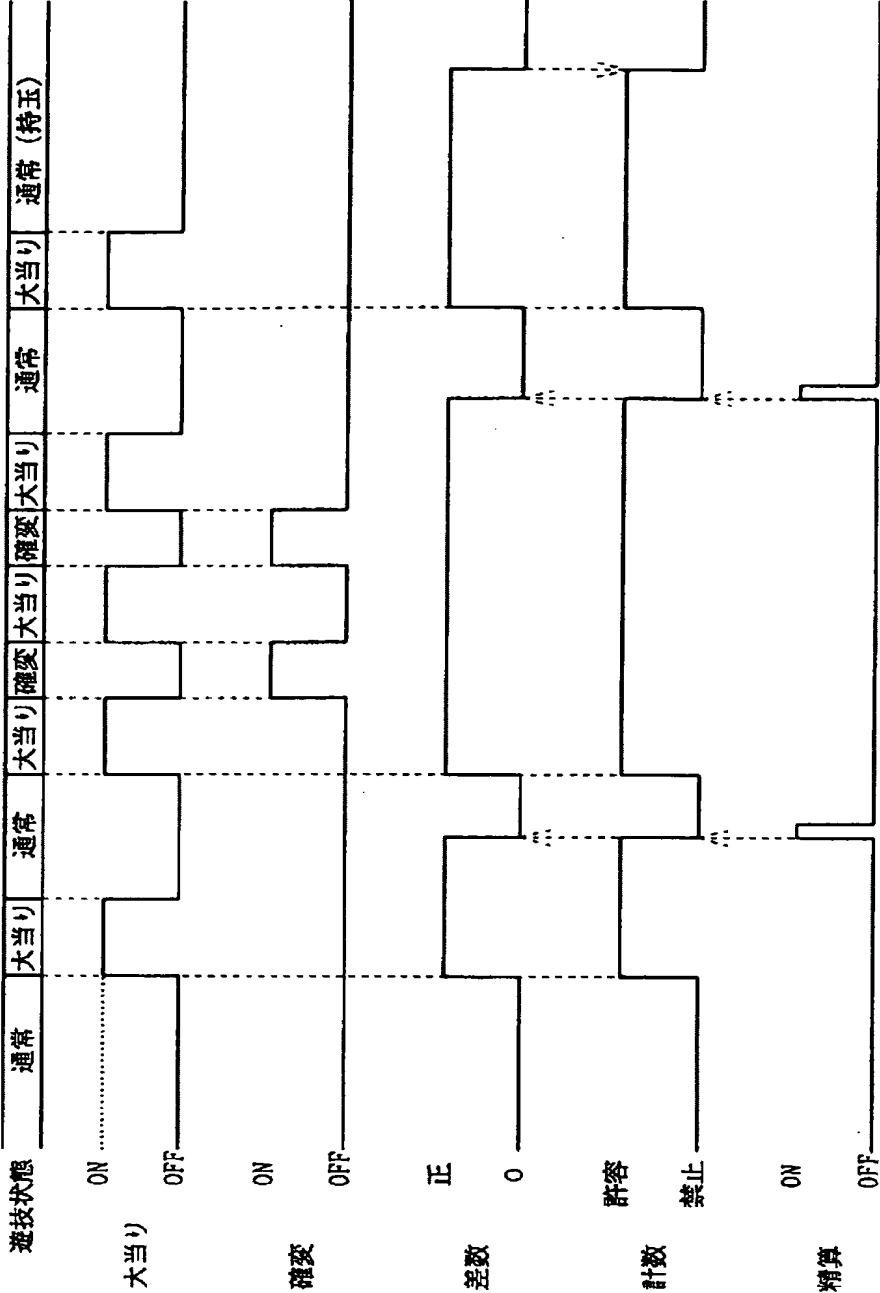 遊技状態 通常 大当り 通常 大当り 確変 大当り 確変 大当り 通常 大当り 通常(持玉)
大当り
ON
OFF
確変
ON
OFF
差数
正
0
計数
許容
禁止
精算
ON
OFF